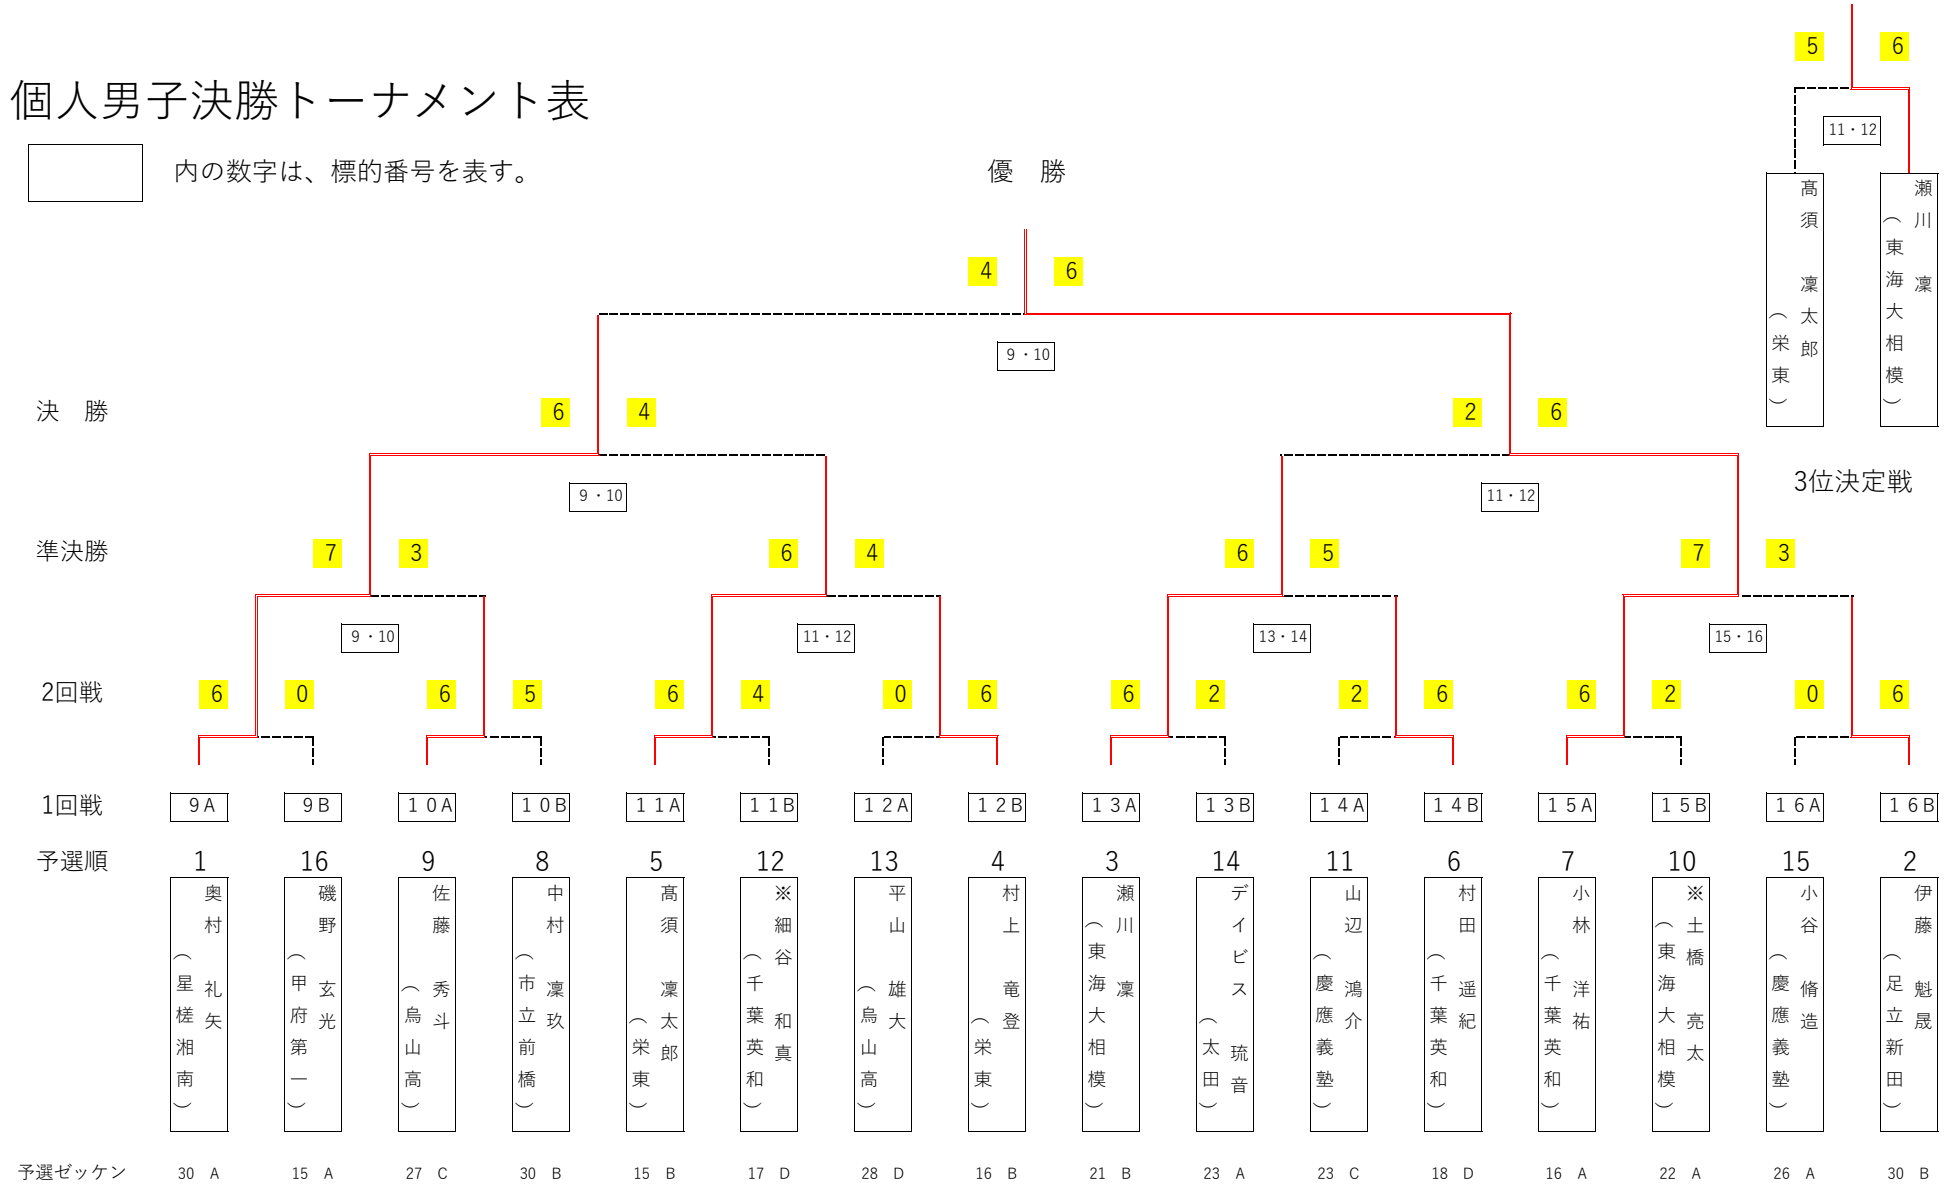 5 6
個人男子決勝トーナメント表
11・12
内の数字は、標的番号を表す。
優　勝
髙須　凜太郎（栄東）
瀬川　凜（東海大相模）
4 6
9・10
決　勝
6 4 2 6
3位決定戦
9・10 11・12
準決勝
7 3 6 4 6 5 7 3
9・10 11・12 13・14 15・16
2回戦
6 0 6 5 6 4 0 6 6 2 2 6 6 2 0 6
1回戦
９A ９B １０A １０B １１A １１B １２A １２B １３A １３B １４A １４B １５A １５B １６A １６B
予選順
1 16 9 8 5 12 13 4 3 14 11 6 7 10 15 2
奥村　礼矢（星槎湘南）
磯野　玄光（甲府第一）
佐藤　秀斗（烏山高）
中村　凜玖（市立前橋）
髙須　凜太郎（栄東）
※細谷　和真（千葉英和）
平山　雄大（烏山高）
村上　竜登（栄東）
瀬川　凜（東海大相模）
デイビス　琉音（太田）
山辺　鴻介（慶應義塾）
村田　遥紀（千葉英和）
小林　洋祐（千葉英和）
※土橋　亮太（東海大相模）
小谷　脩造（慶應義塾）
伊藤　魁晟（足立新田）
予選ゼッケン
30 A 15 A 27 C 30 B 15 B 17 D 28 D 16 B 21 B 23 A 23 C 18 D 16 A 22 A 26 A 30 B